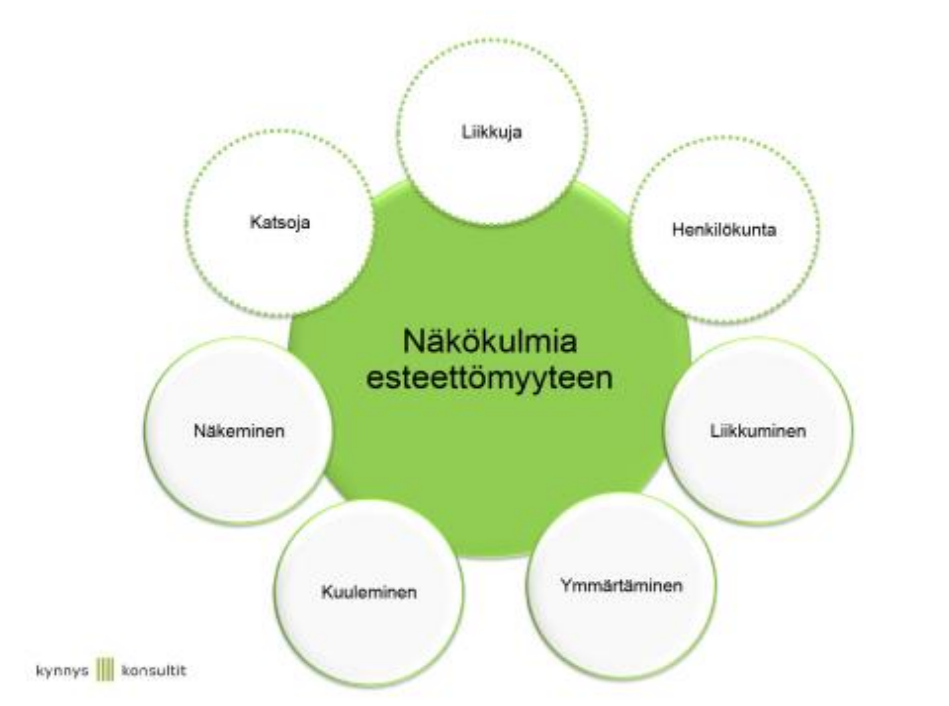 Liikkuja
Katsoja
Henkilökunta
Näkökulmia
esteettömyyteen
Näkeminen
Liikkuminen
Kuuleminen
Ymmärtäminen
kynnys konsultit